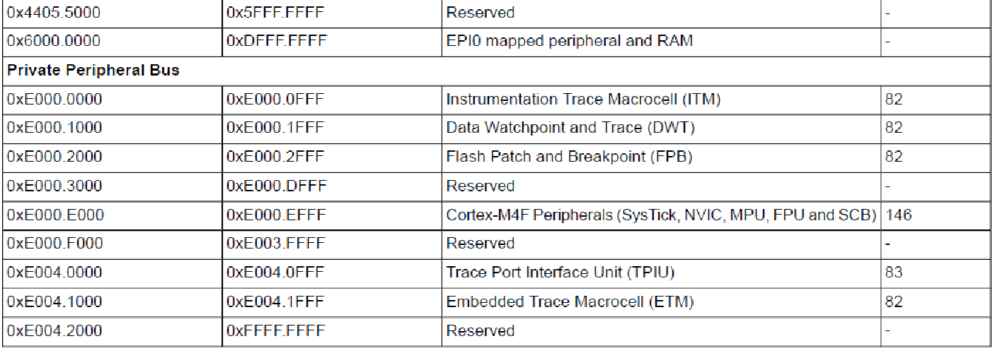 0x4405.5000 0x5FFF.FFFF Reserved -
0x6000.0000 0xDFFF.FFFF EPI0 mapped peripheral and RAM -
Private Peripheral Bus
0xE000.0000 0xE000.0FFF Instrumentation Trace Macrocell (ITM) 82
0xE000.1000 0xE000.1FFF Data Watchpoint and Trace (DWT) 82
0xE000.2000 0xE000.2FFF Flash Patch and Breakpoint (FPB) 82
0xE000.3000 0xE000.DFFF Reserved -
0xE000.E000 0xE000.EFFF Cortex-M4F Peripherals (SysTick, NVIC, MPU, FPU and SCB) 146
0xE000.F000 0xE003.FFFF Reserved -
0xE004.0000 0xE004.0FFF Trace Port Interface Unit (TPIU) 83
0xE004.1000 0xE004.1FFF Embedded Trace Macrocell (ETM) 82
0xE004.2000 0xFFFF.FFFF Reserved -